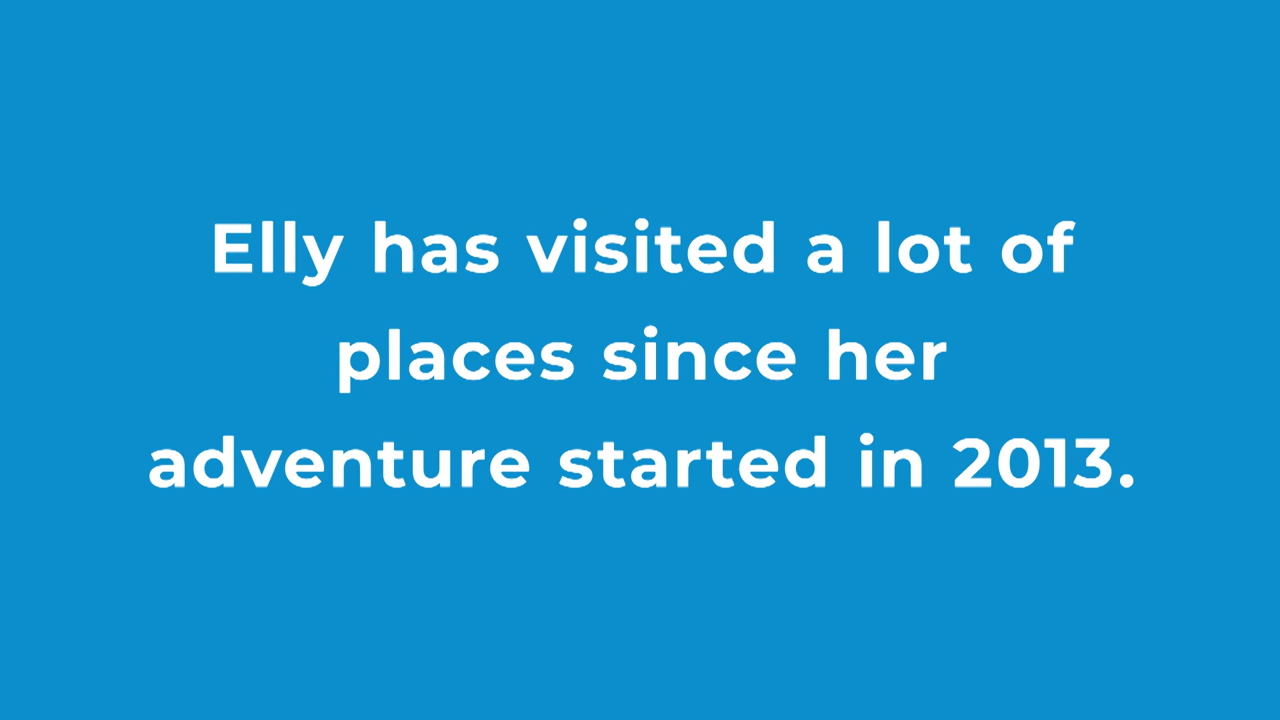 Elly has visited a lot of
places since her
adventure started in 2013.